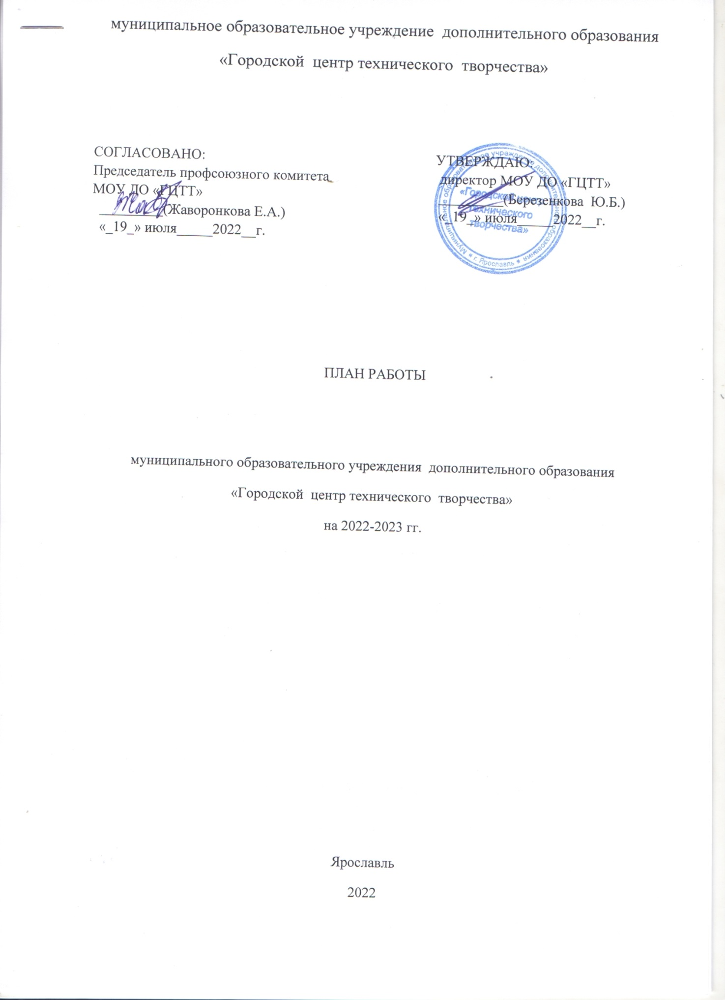 муниципальное образовательное учреждение дополнительного образования
«Городской центр технического творчества»
СОГЛАСОВАНО:
Председатель профсоюзного комитета
МОУ ДО «ГЦТТ»
_________(Жаворонкова Е.А.)
«_19_» июля_____2022__г.
УТВЕРЖДАЮ:
директор МОУ ДО «ГЦТТ»
_________(Березенкова Ю.Б.)
«_19_» июля_____2022__г.
Муниципальное образовательное учреждение дополнительного образования * г. Ярославль *
«Городской центр
технического
творчества»
ПЛАН РАБОТЫ
муниципального образовательного учреждения дополнительного образования
«Городской центр технического творчества»
на 2022-2023 гг.
Ярославль
2022